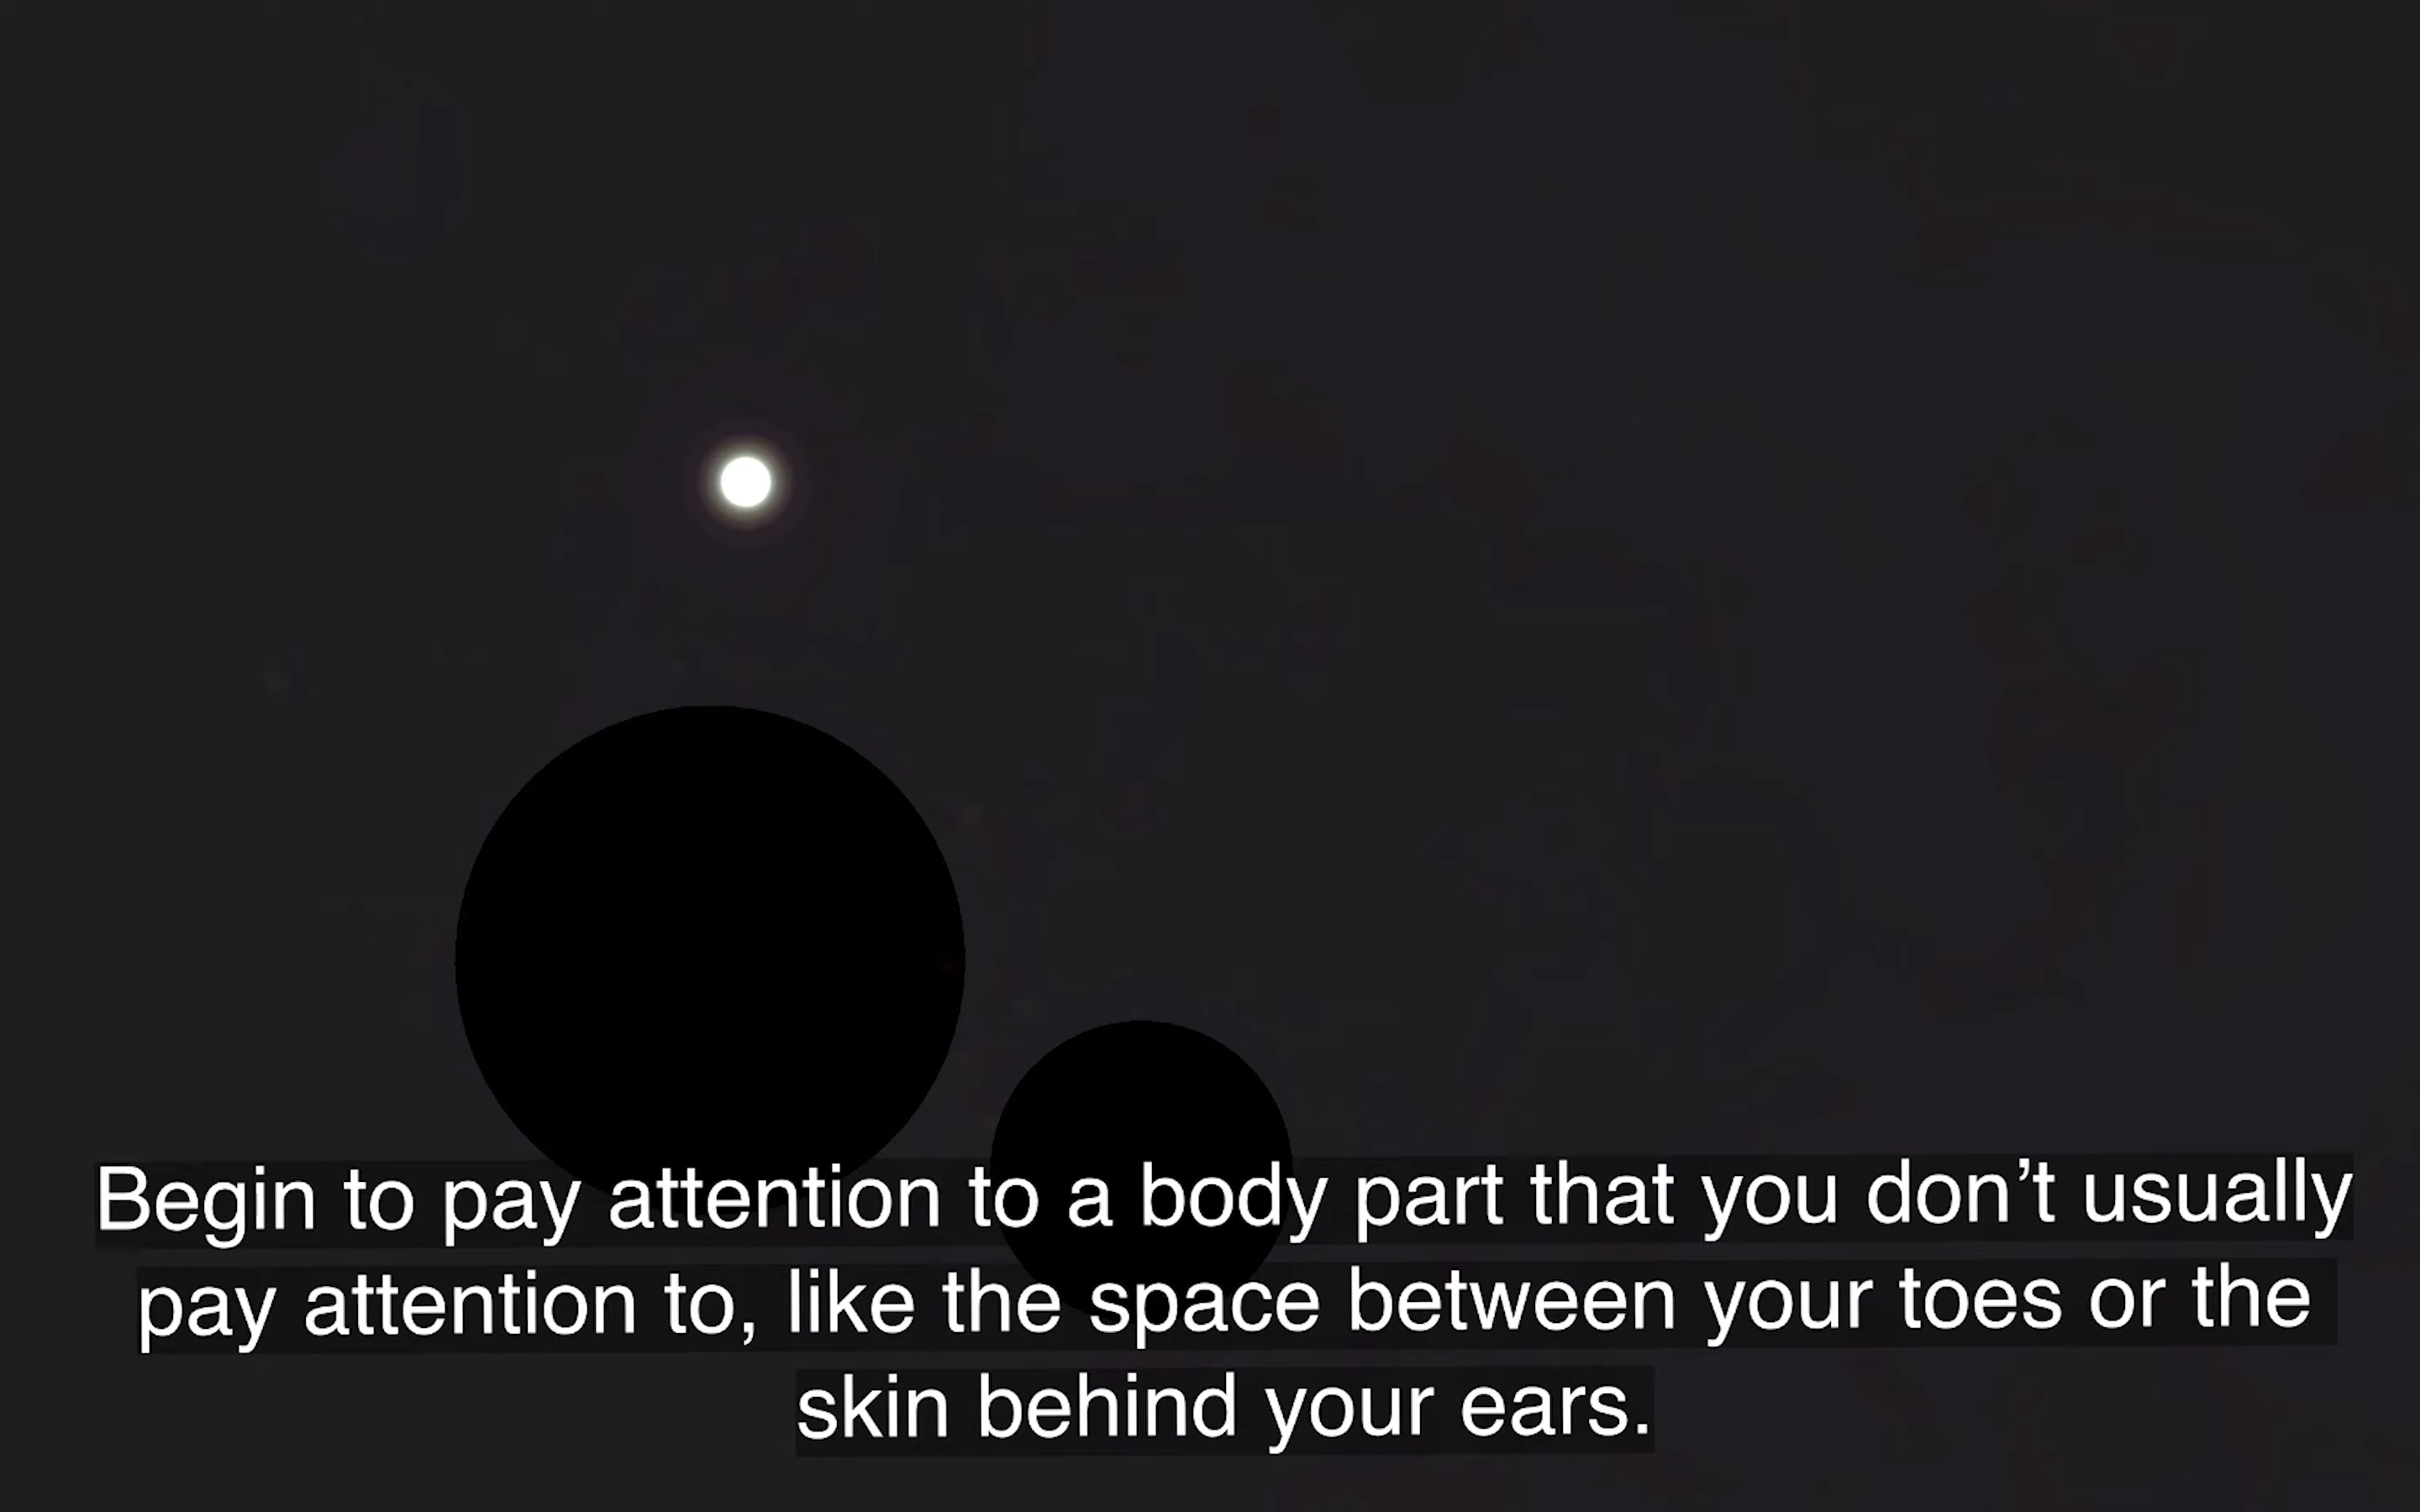 Begin to pay attention to a body part that you don’t usually
pay attention to, like the space between your toes or the
skin behind your ears.